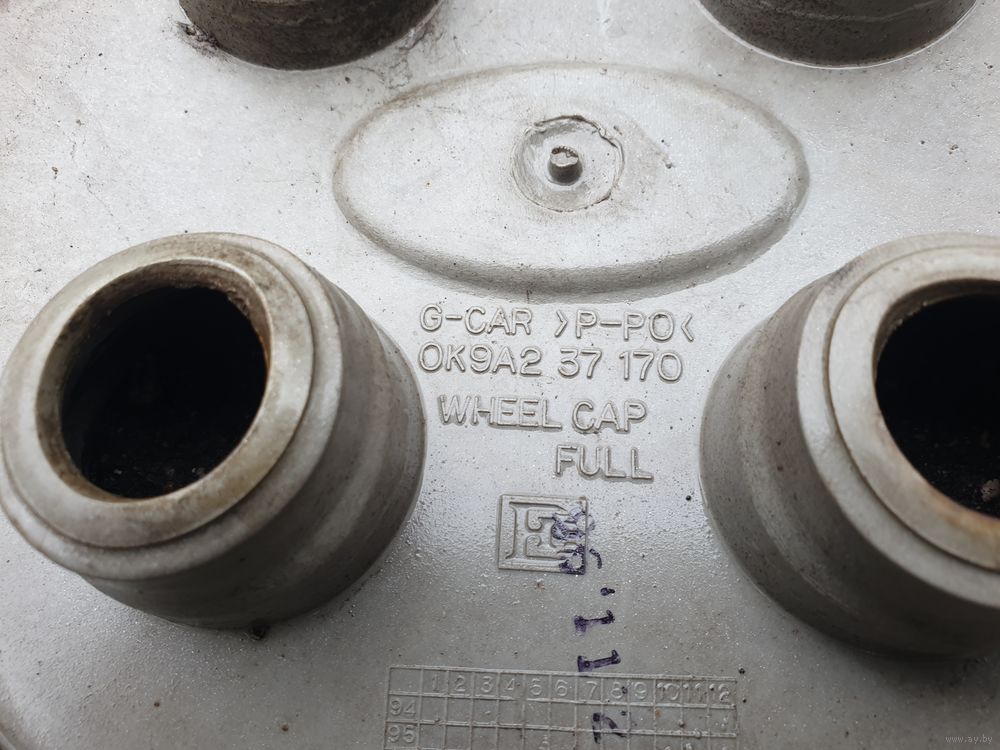 G-CAR >P-PO<
0K9A2 37 170
WHEEL CAP
FULL
E
1 2 3 4 5 6 7 8 9 10 11 12
94
95
www.ay.by